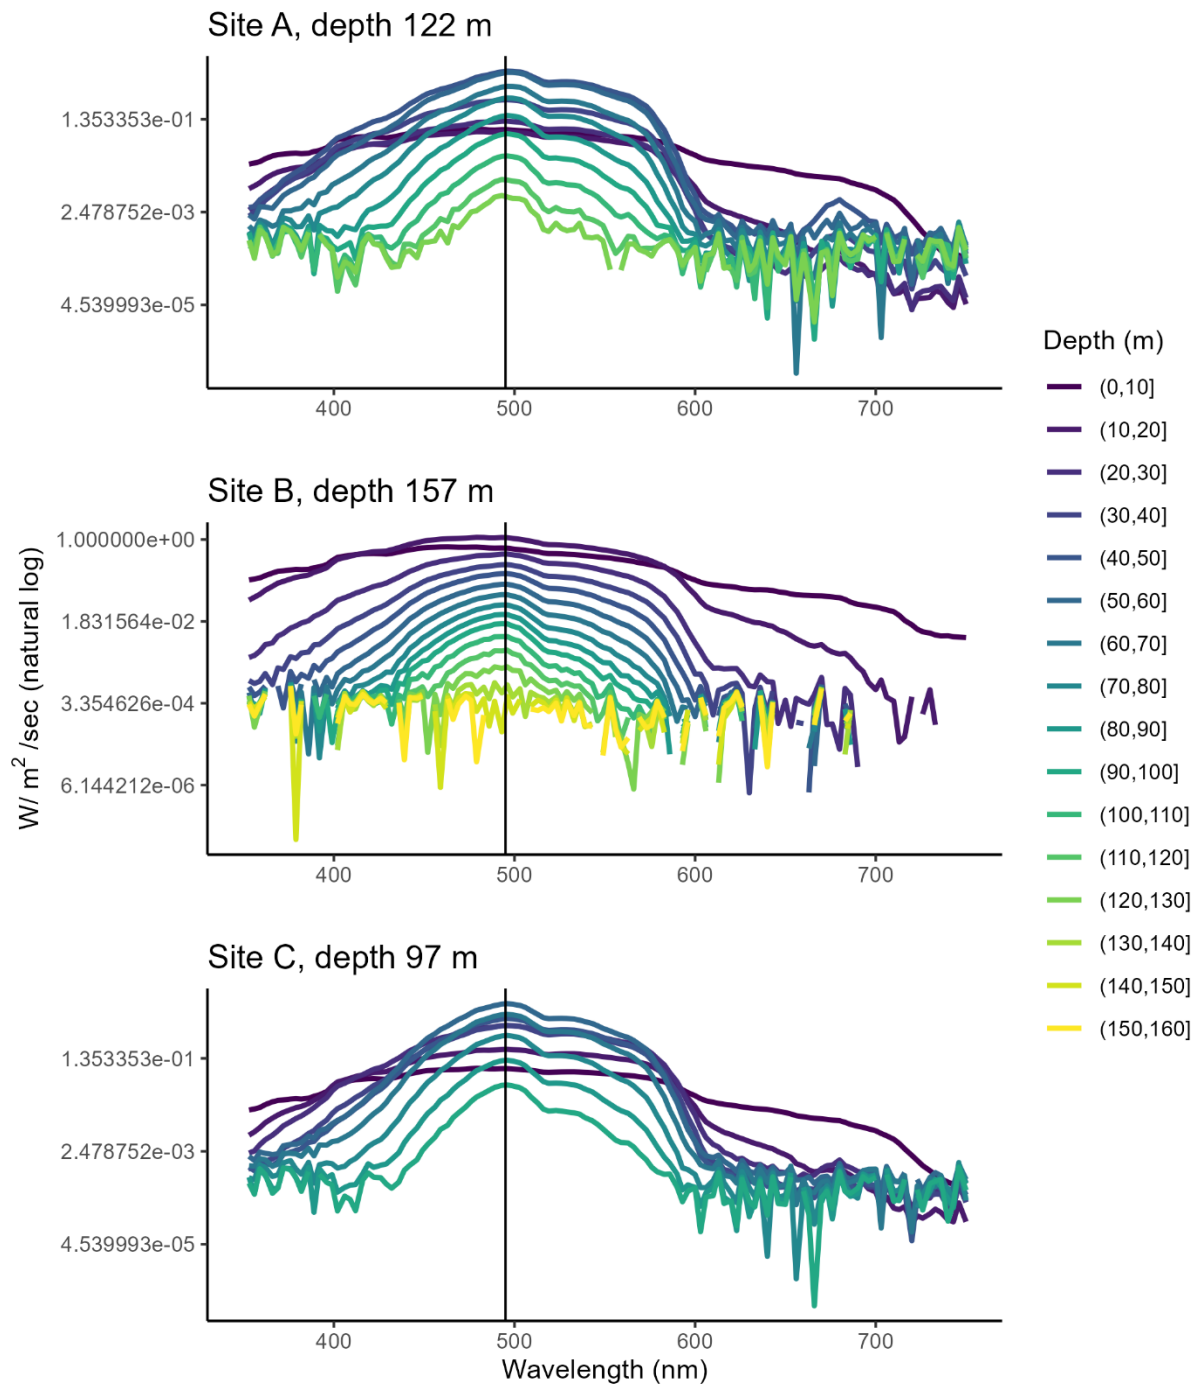 Site A, depth 122 m
1.353353e-01
2.478752e-03
4.539993e-05
400 500 600 700
Site B, depth 157 m
1.000000e+00
1.831564e-02
3.354626e-04
6.144212e-06
400 500 600 700
Site C, depth 97 m
1.353353e-01
2.478752e-03
4.539993e-05
400 500 600 700
Wavelength (nm)
W/ m² /sec (natural log)
Depth (m)
(0,10]
(10,20]
(20,30]
(30,40]
(40,50]
(50,60]
(60,70]
(70,80]
(80,90]
(90,100]
(100,110]
(110,120]
(120,130]
(130,140]
(140,150]
(150,160]